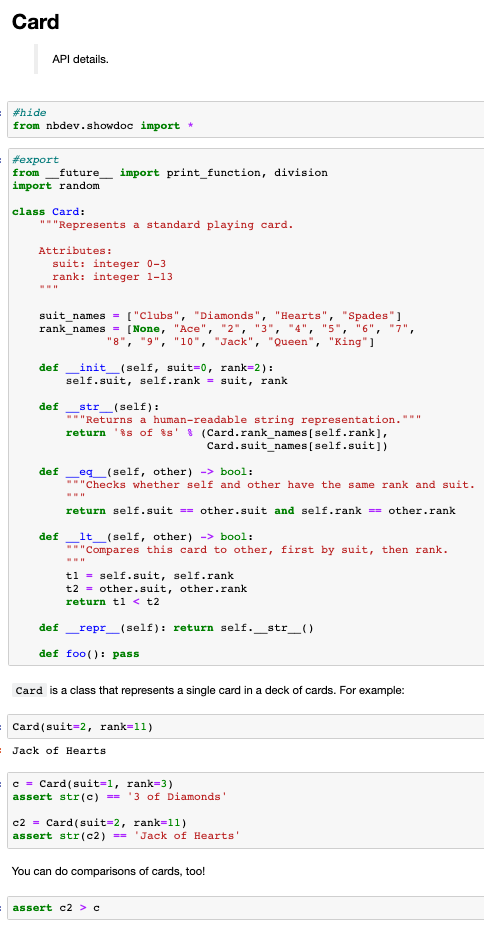 Card
API details.
#hide
from nbdev.showdoc import *
#export
from __future__ import print_function, division
import random
class Card:
    """Represents a standard playing card.
    Attributes:
      suit: integer 0-3
      rank: integer 1-13
    """
    suit_names = ["Clubs", "Diamonds", "Hearts", "Spades"]
    rank_names = [None, "Ace", "2", "3", "4", "5", "6", "7",
              "8", "9", "10", "Jack", "Queen", "King"]
    def __init__(self, suit=0, rank=2):
        self.suit, self.rank = suit, rank
    def __str__(self):
        """Returns a human-readable string representation."""
        return '%s of %s' % (Card.rank_names[self.rank],
                             Card.suit_names[self.suit])
    def __eq__(self, other) -> bool:
        """Checks whether self and other have the same rank and suit.
        """
        return self.suit == other.suit and self.rank == other.rank
    def __lt__(self, other) -> bool:
        """Compares this card to other, first by suit, then rank.
        """
        t1 = self.suit, self.rank
        t2 = other.suit, other.rank
        return t1 < t2
    def __repr__(self): return self.__str__()
    def foo(): pass
Card is a class that represents a single card in a deck of cards. For example:
Card(suit=2, rank=11)
Jack of Hearts
c = Card(suit=1, rank=3)
assert str(c) == '3 of Diamonds'
c2 = Card(suit=2, rank=11)
assert str(c2) == 'Jack of Hearts'
You can do comparisons of cards, too!
assert c2 > c